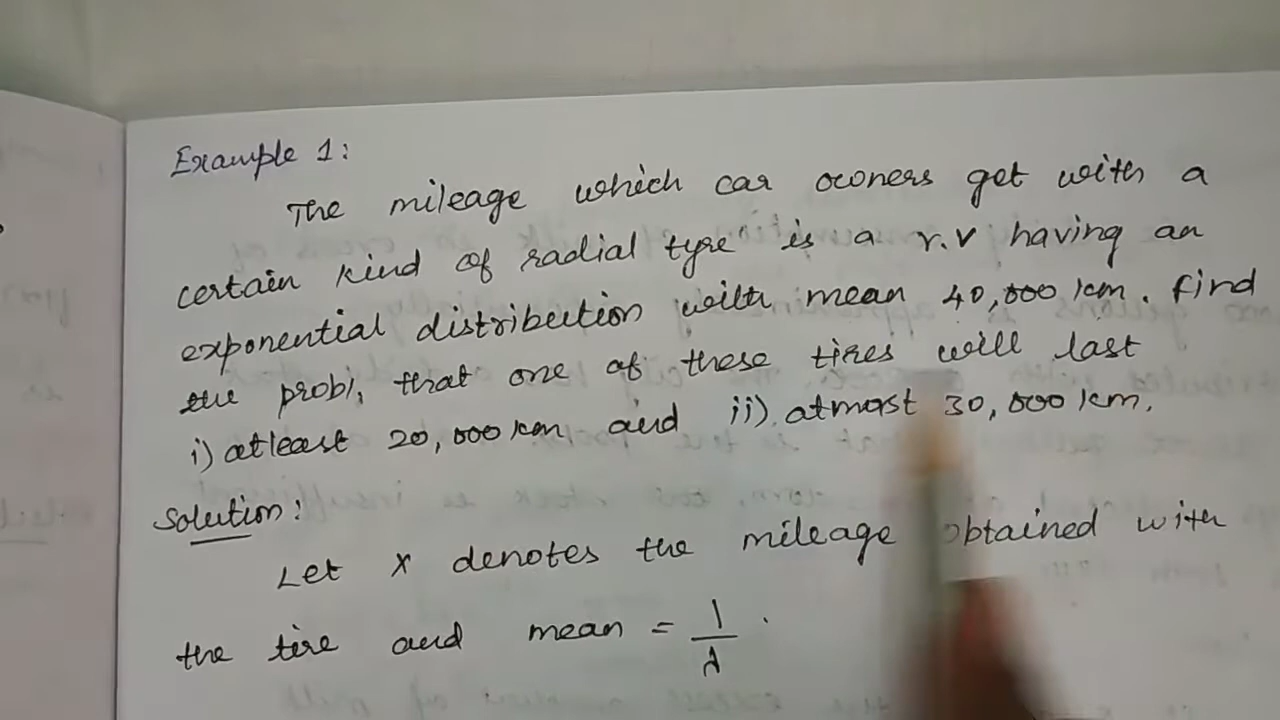 Example 1:
The mileage which car owners get with a
certain kind of radial tyre is a r.v having an
exponential distribution with mean 40,000 km. find
the prob/. that one of these tires will last
i) atleast 20,000 km and ii). atmost 30,000 km.
Solution:
Let X denotes the mileage obtained with
the tire and mean = 1/λ.